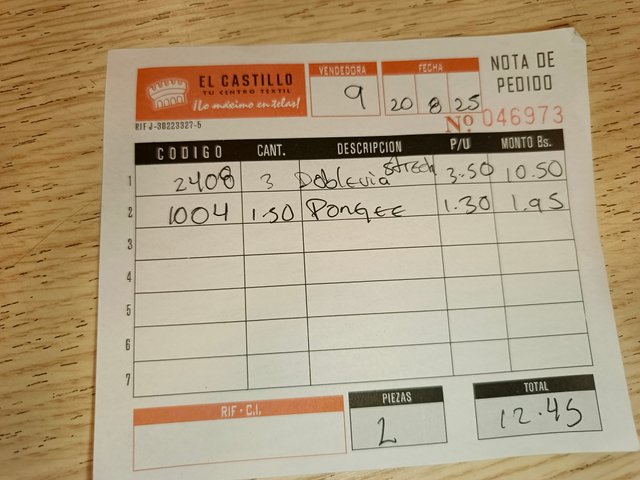 EL CASTILLO
TU CENTRO TEXTIL
¡Lo máximo en telas!
RIF J-30223327-5
VENDEDORA
9
FECHA
20 8 25
NOTA DE
PEDIDO
Nº 046973
CODIGO CANT. DESCRIPCION P/U MONTO Bs.
1 2408 3 Doblevia strech 3.50 10.50
2 1004 1.50 Pongee 1.30 1.95
3
4
5
6
7
RIF - C.I.
PIEZAS
2
TOTAL
12.45